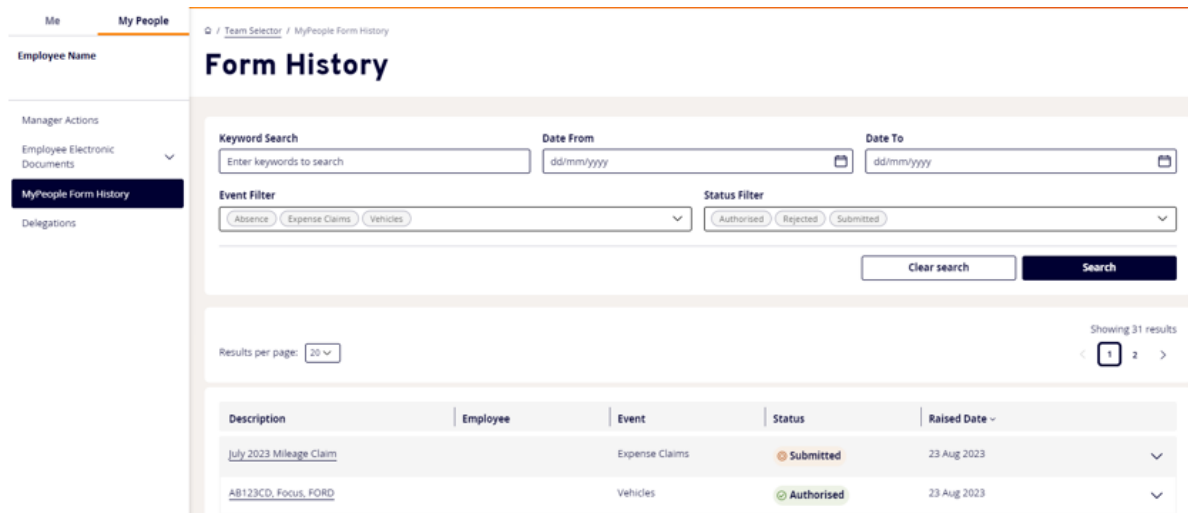 Me My People
Employee Name
Manager Actions
Employee Electronic
Documents
MyPeople Form History
Delegations
/ Team Selector / MyPeople Form History
Form History
Keyword Search Date From Date To
Enter keywords to search dd/mm/yyyy dd/mm/yyyy
Event Filter Status Filter
Absence Expense Claims Vehicles Authorised Rejected Submitted
Clear search Search
Showing 31 results
Results per page: 20 < 1 2 >
Description Employee Event Status Raised Date
July 2023 Mileage Claim Expense Claims Submitted 23 Aug 2023
AB123CD, Focus, FORD Vehicles Authorised 23 Aug 2023